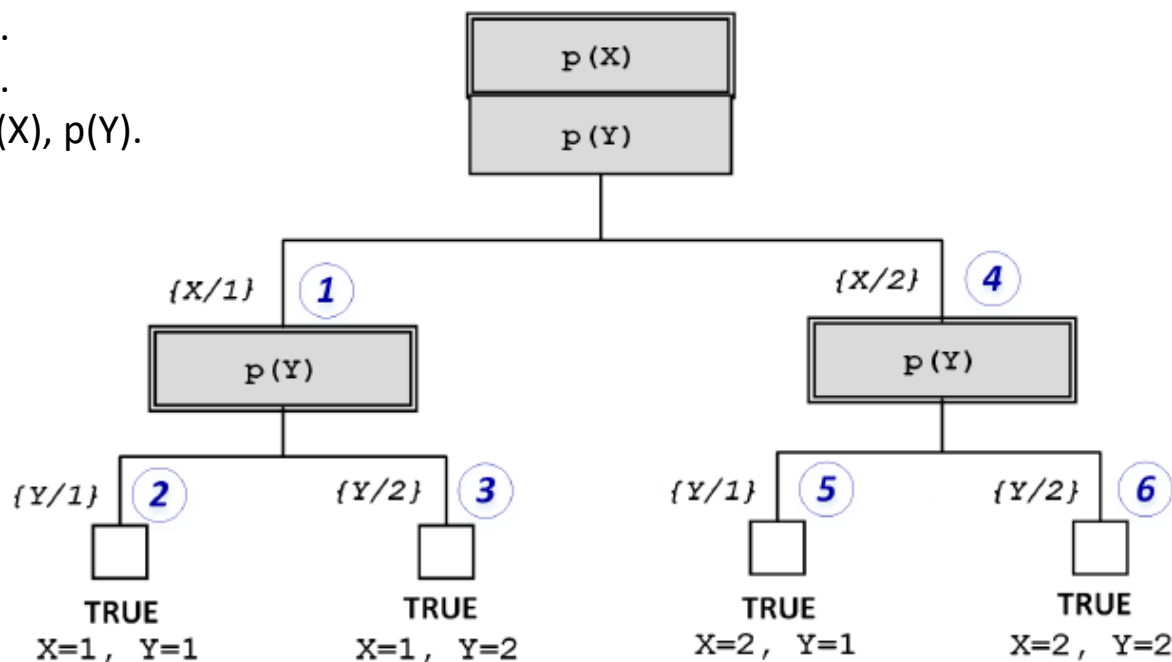 .
.
(X), p(Y).
p(X)
p(Y)
{X/1} 1
{X/2} 4
p(Y)
p(Y)
{Y/1} 2
{Y/2} 3
{Y/1} 5
{Y/2} 6
TRUE
TRUE
TRUE
TRUE
X=1, Y=1
X=1, Y=2
X=2, Y=1
X=2, Y=2